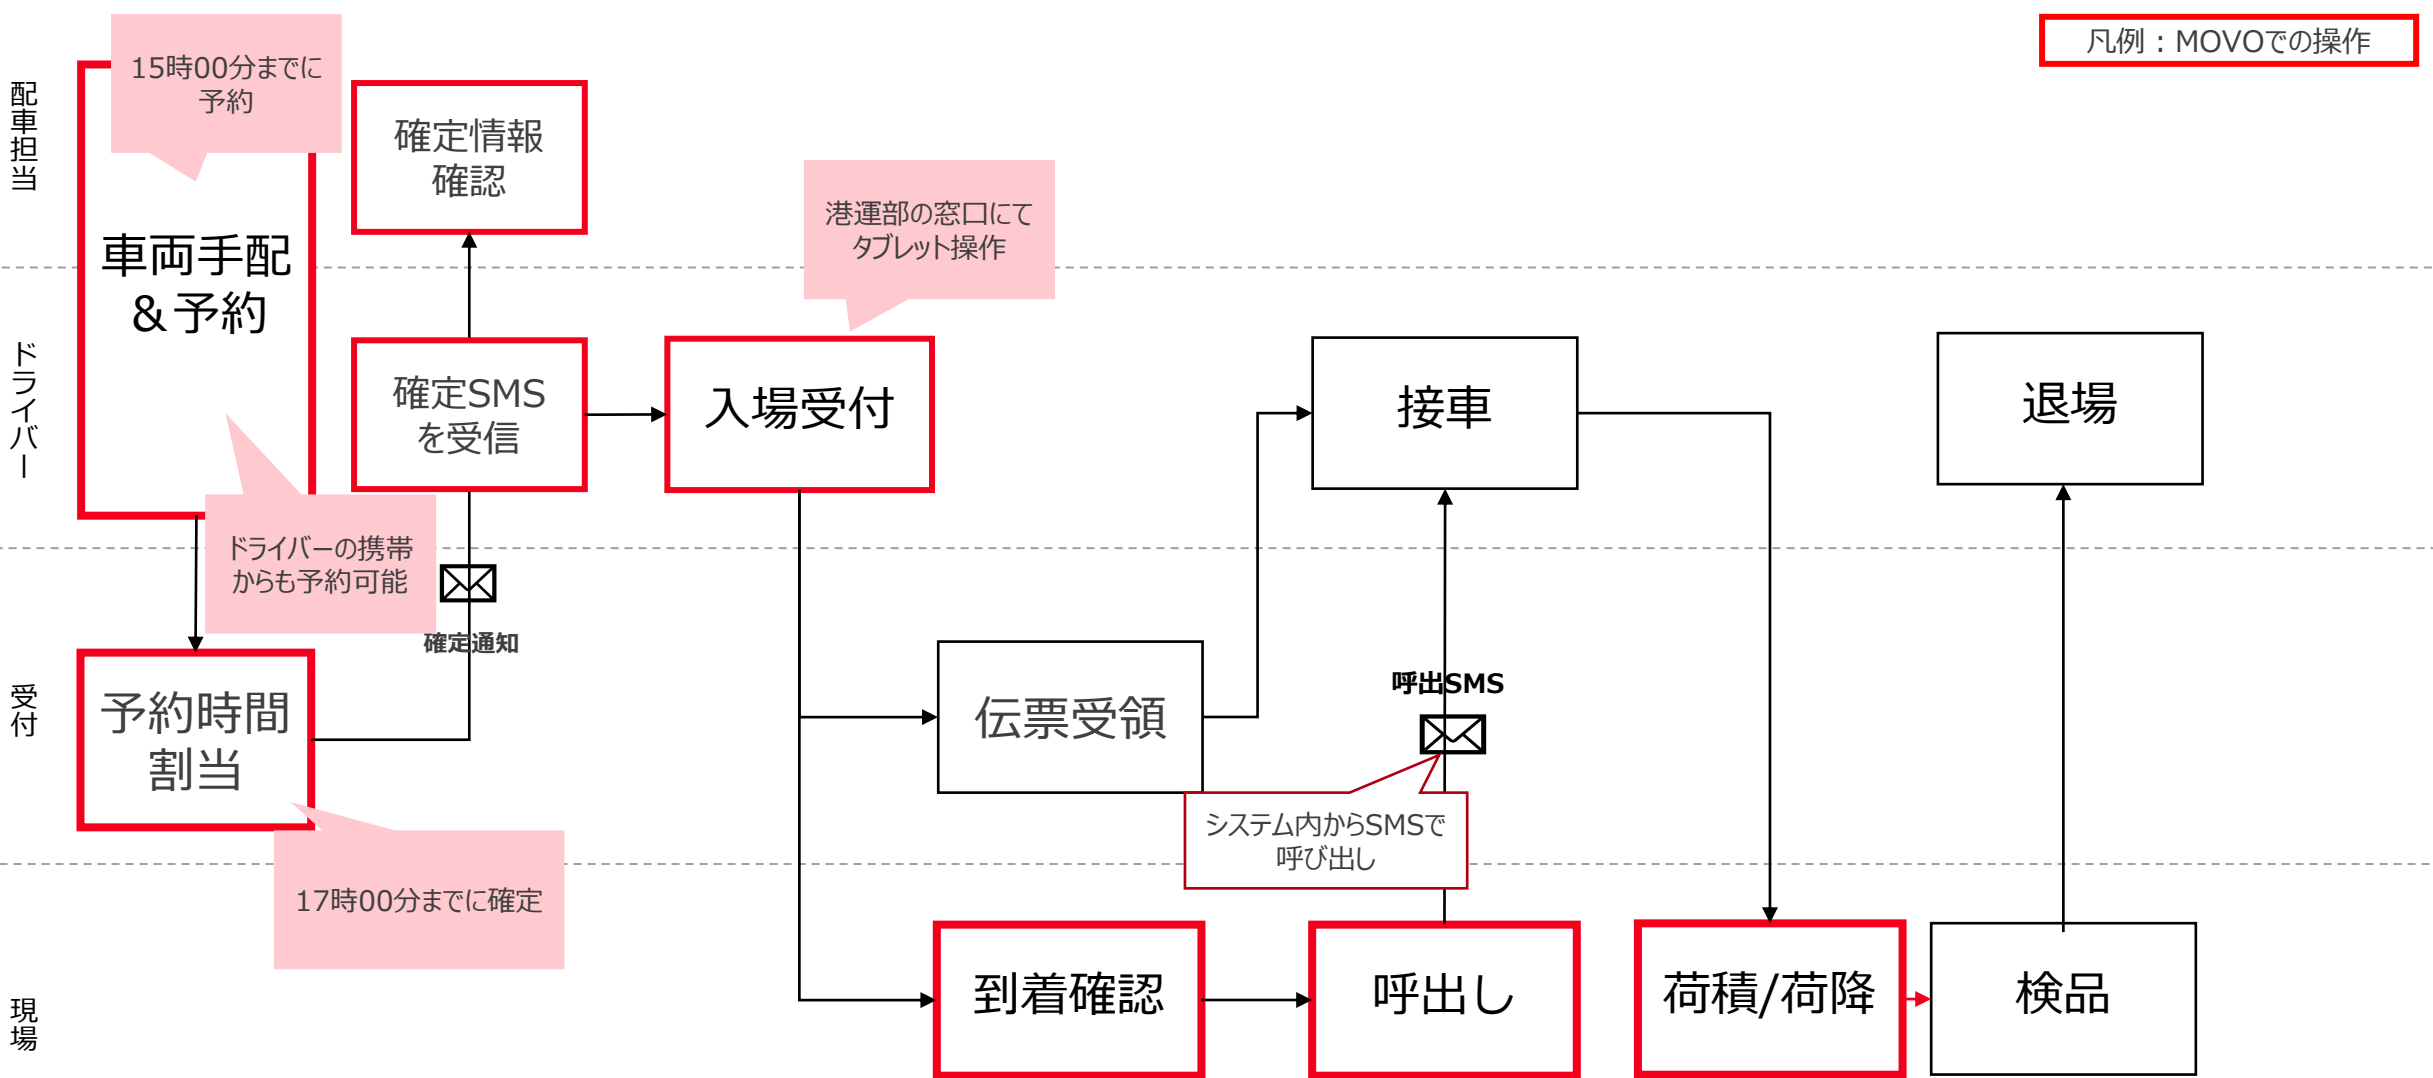 凡例：MOVOでの操作
配車担当
15時00分までに
予約
確定情報
確認
港運部の窓口にて
タブレット操作
車両手配
＆予約
ドライバー
確定SMS
を受信
入場受付
接車
退場
ドライバーの携帯
からも予約可能
確定通知
受付
予約時間
割当
伝票受領
呼出SMS
システム内からSMSで
呼び出し
17時00分までに確定
現場
到着確認
呼出し
荷積/荷降
検品